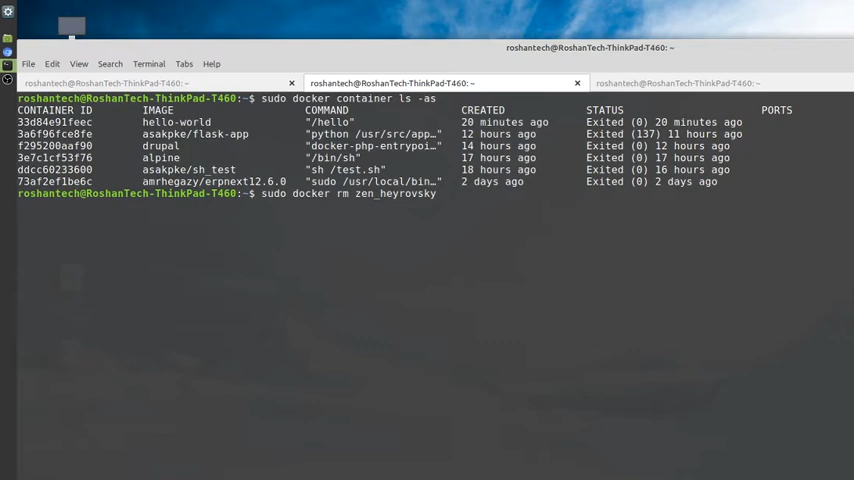 roshantech@RoshanTech-ThinkPad-T460: ~
File Edit View Search Terminal Tabs Help
roshantech@RoshanTech-ThinkPad-T460: ~ roshantech@RoshanTech-ThinkPad-T460: ~ roshantech@RoshanTech-ThinkPad-T460: ~
roshantech@RoshanTech-ThinkPad-T460:~$ sudo docker container ls -as
CONTAINER ID IMAGE COMMAND CREATED STATUS PORTS
33d84e91feec hello-world "/hello" 20 minutes ago Exited (0) 20 minutes ago
3a6f96fce8fe asakpke/flask-app "python /usr/src/app…" 12 hours ago Exited (137) 11 hours ago
f295200aaf90 drupal "docker-php-entrypoi…" 14 hours ago Exited (0) 12 hours ago
3e7c1cf53f76 alpine "/bin/sh" 17 hours ago Exited (0) 17 hours ago
ddcc60233600 asakpke/sh_test "sh /test.sh" 18 hours ago Exited (0) 16 hours ago
73af2ef1be6c amrhegazy/erpnext12.6.0 "sudo /usr/local/bin…" 2 days ago Exited (0) 2 days ago
roshantech@RoshanTech-ThinkPad-T460:~$ sudo docker rm zen_heyrovsky